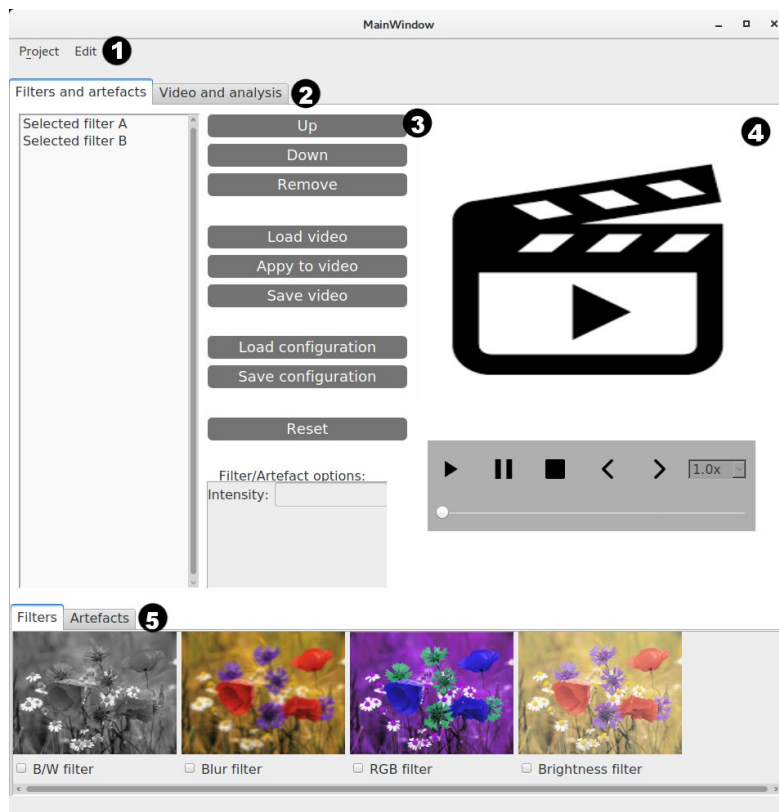 MainWindow
Project Edit 1
Filters and artefacts Video and analysis 2
Selected filter A
Selected filter B
Up 3
Down
Remove
Load video
Appy to video
Save video
Load configuration
Save configuration
Reset
Filter/Artefact options:
Intensity:
4
1.0x
Filters Artefacts 5
B/W filter Blur filter RGB filter Brightness filter